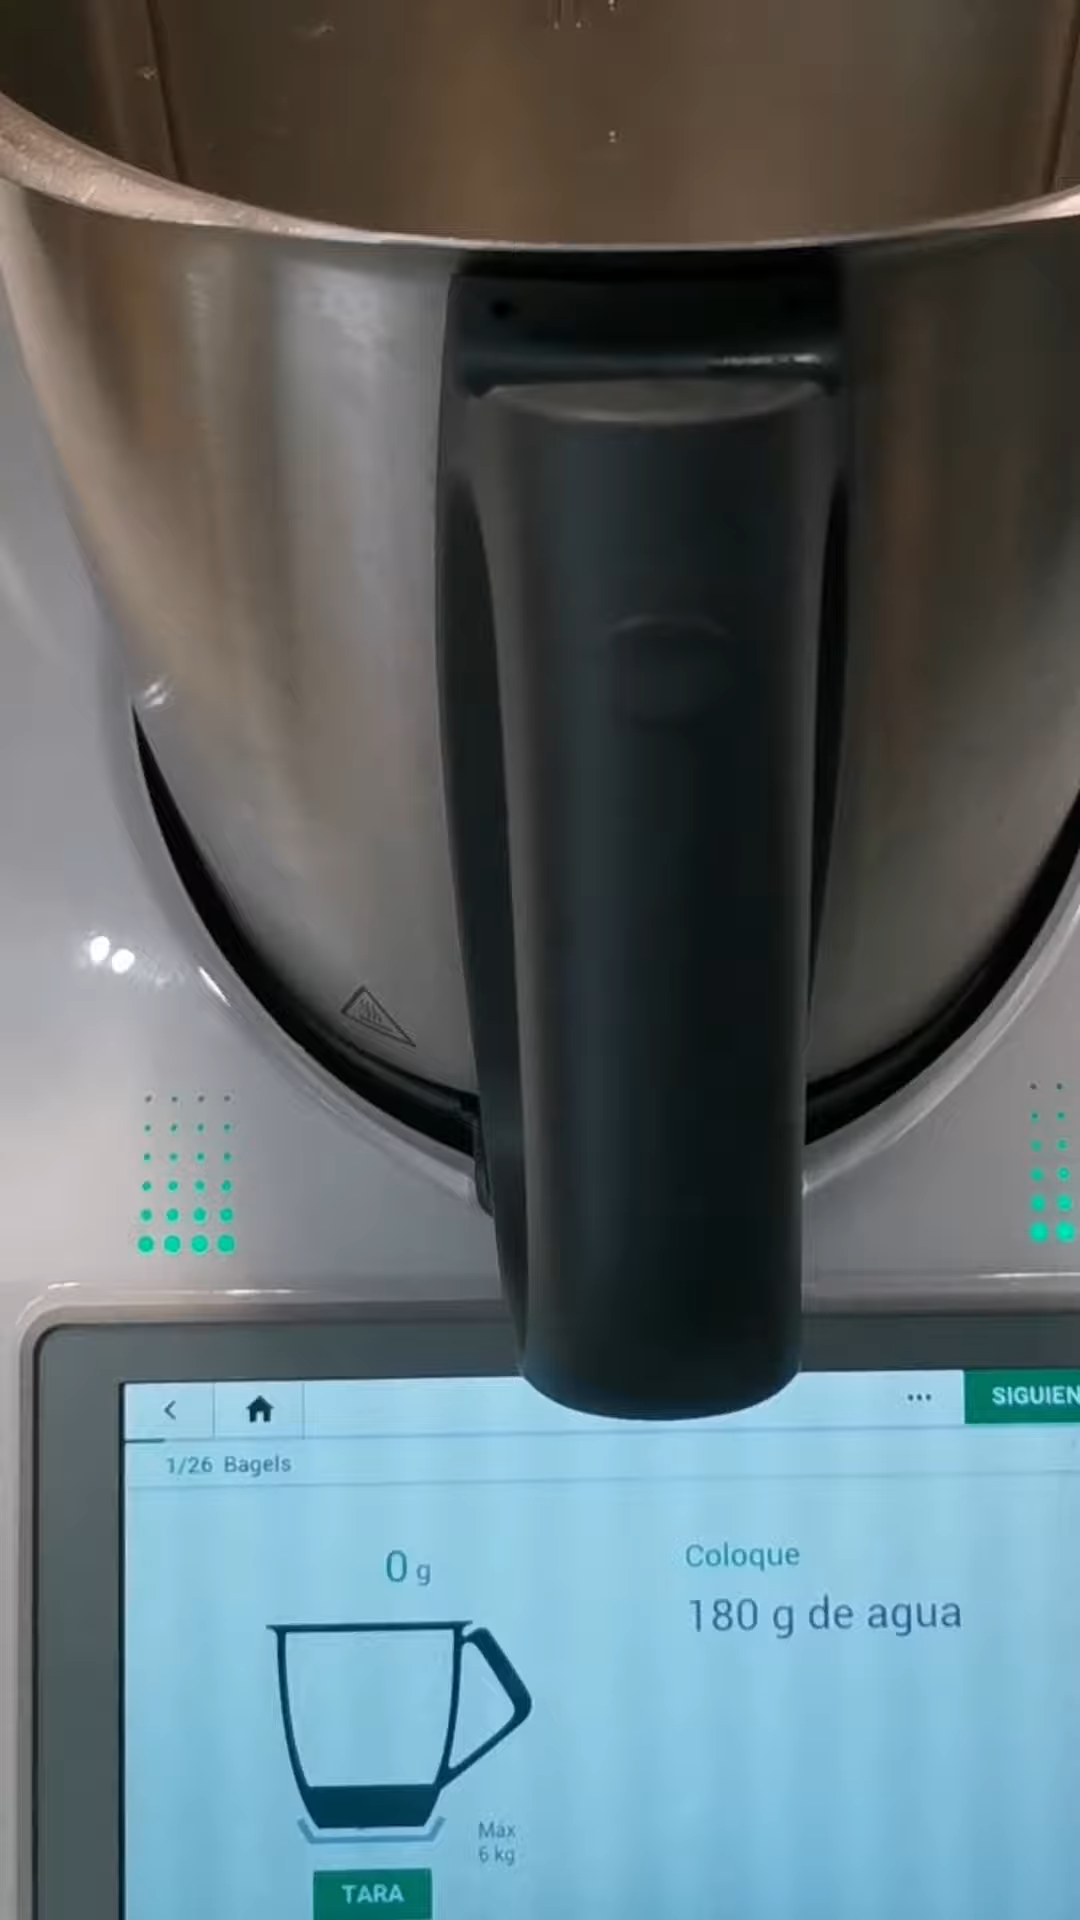 SIGUIEN
1/26 Bagels
0 g
Coloque
180 g de agua
Max
6 kg
TARA